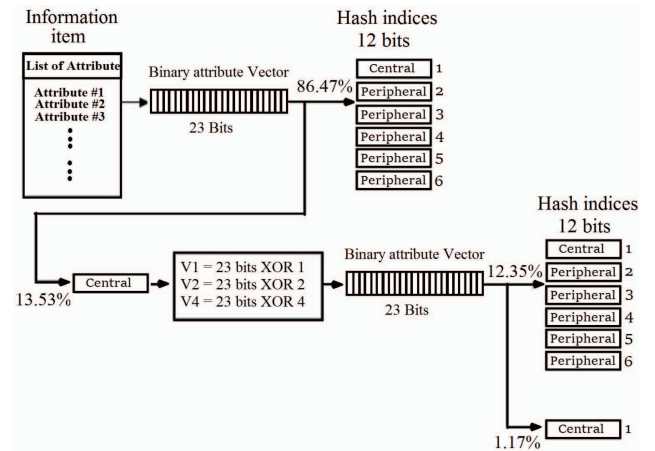 Information
item
List of Attribute
Attribute #1
Attribute #2
Attribute #3
Binary attribute Vector
23 Bits
86.47%
Hash indices
12 bits
Central 1
Peripheral 2
Peripheral 3
Peripheral 4
Peripheral 5
Peripheral 6
13.53%
Central
V1 = 23 bits XOR 1
V2 = 23 bits XOR 2
V4 = 23 bits XOR 4
Binary attribute Vector
23 Bits
12.35%
Hash indices
12 bits
Central 1
Peripheral 2
Peripheral 3
Peripheral 4
Peripheral 5
Peripheral 6
1.17%
Central 1